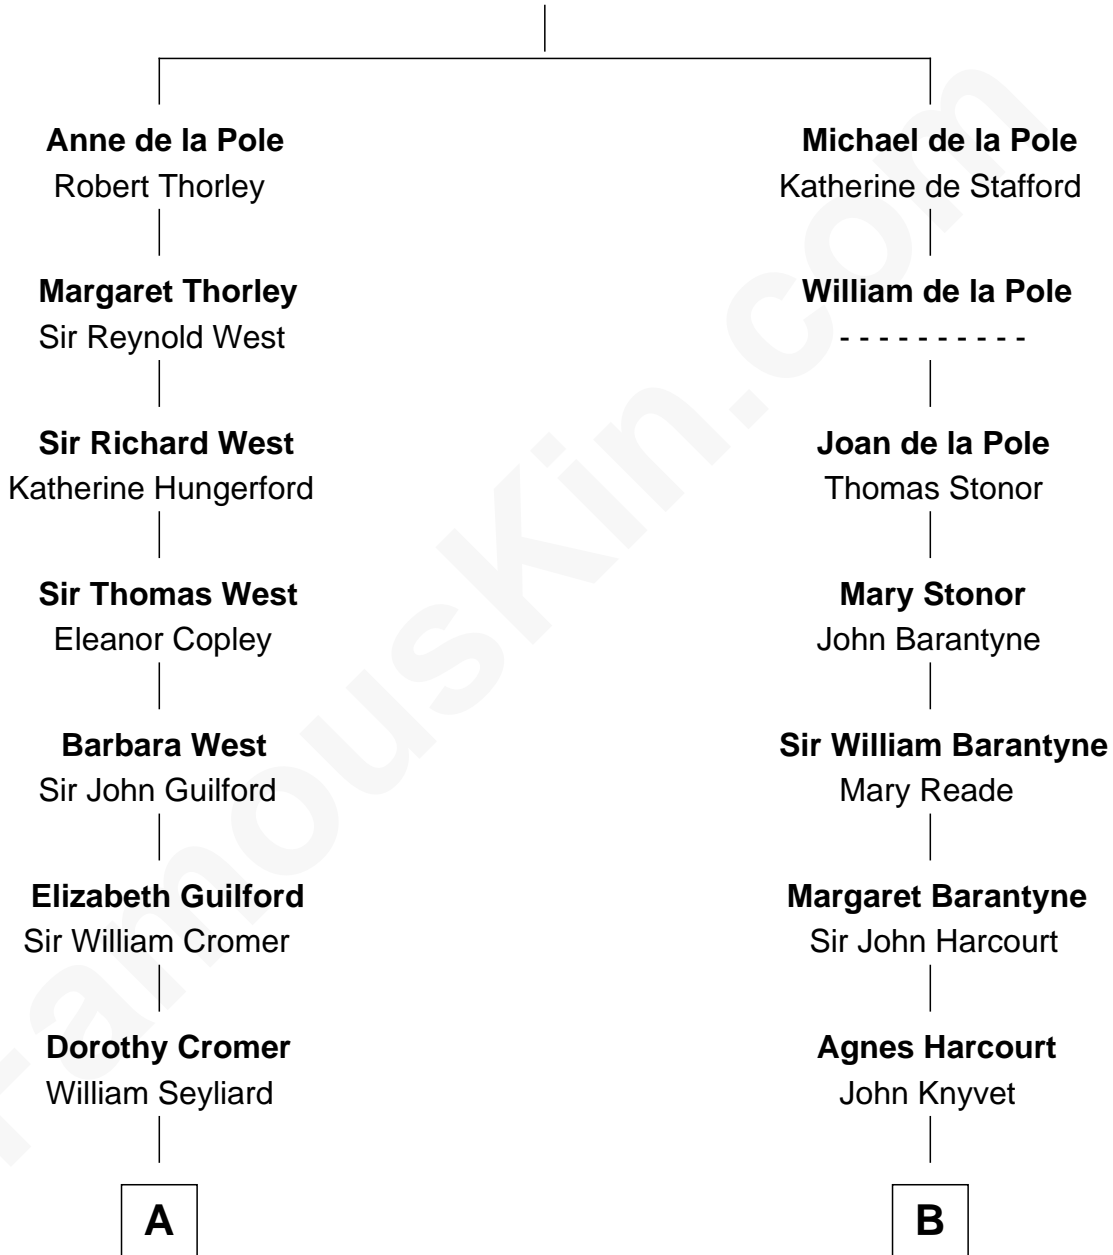 Anne de la Pole
Robert Thorley
Michael de la Pole
Katherine de Stafford
Margaret Thorley
Sir Reynold West
William de la Pole
- - - - - - - - - -
Sir Richard West
Katherine Hungerford
Joan de la Pole
Thomas Stonor
Sir Thomas West
Eleanor Copley
Mary Stonor
John Barantyne
Barbara West
Sir John Guilford
Sir William Barantyne
Mary Reade
Elizabeth Guilford
Sir William Cromer
Margaret Barantyne
Sir John Harcourt
Dorothy Cromer
William Seyliard
Agnes Harcourt
John Knyvet
A
B
FamousKin.com